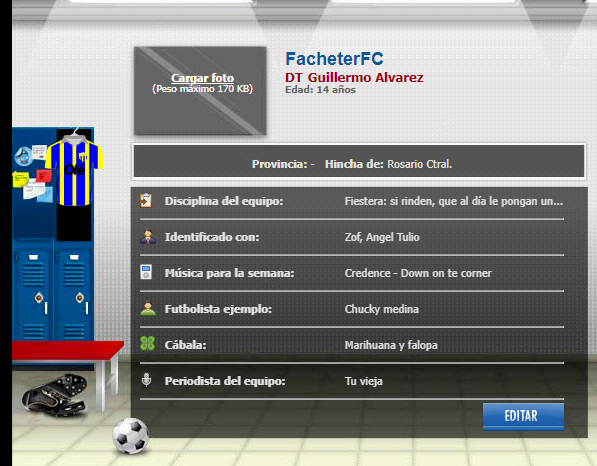 FacheterFC
DT Guillermo Alvarez
Edad: 14 años
Cargar foto
(Peso máximo 170 KB)
Provincia: - Hincha de: Rosario Ctral.
Disciplina del equipo: Fiestera: si rinden, que al día le pongan un...
Identificado con: Zof, Angel Tulio
Música para la semana: Credence - Down on te corner
Futbolista ejemplo: Chucky medina
Cábala: Marihuana y falopa
Periodista del equipo: Tu vieja
EDITAR
Olé